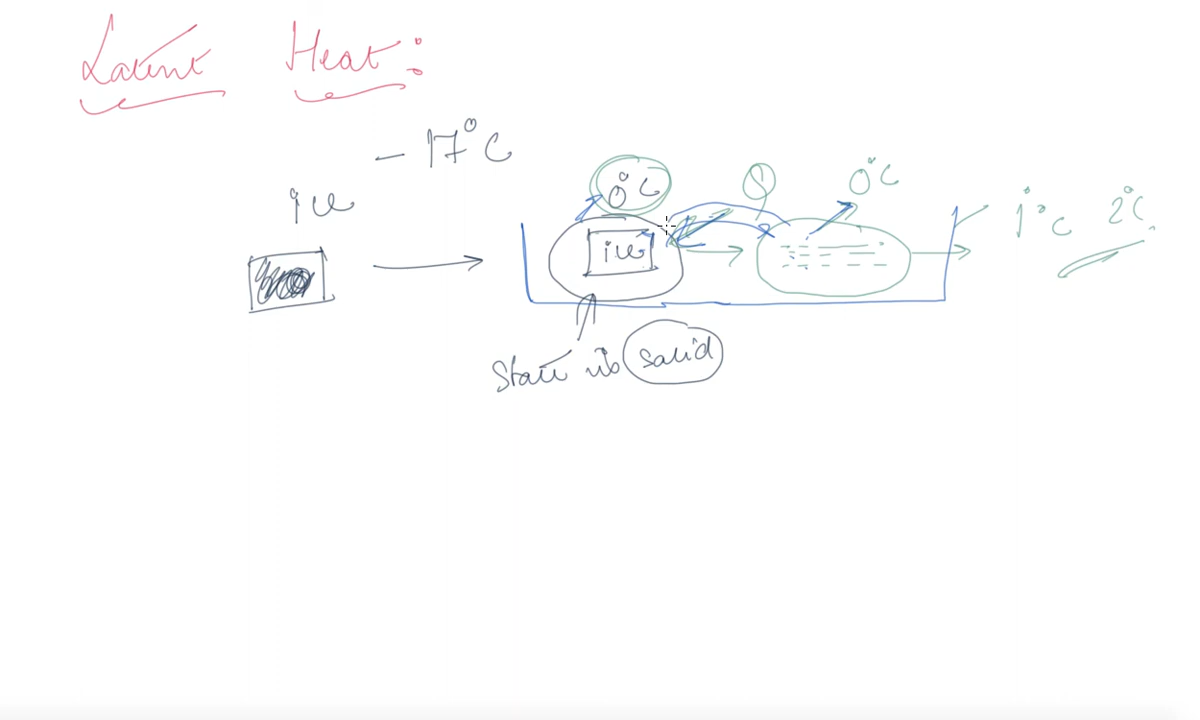 Latent Heat:
- 17°C
ice
0°C
Q
0°C
1°C 2°C
ice
State is solid